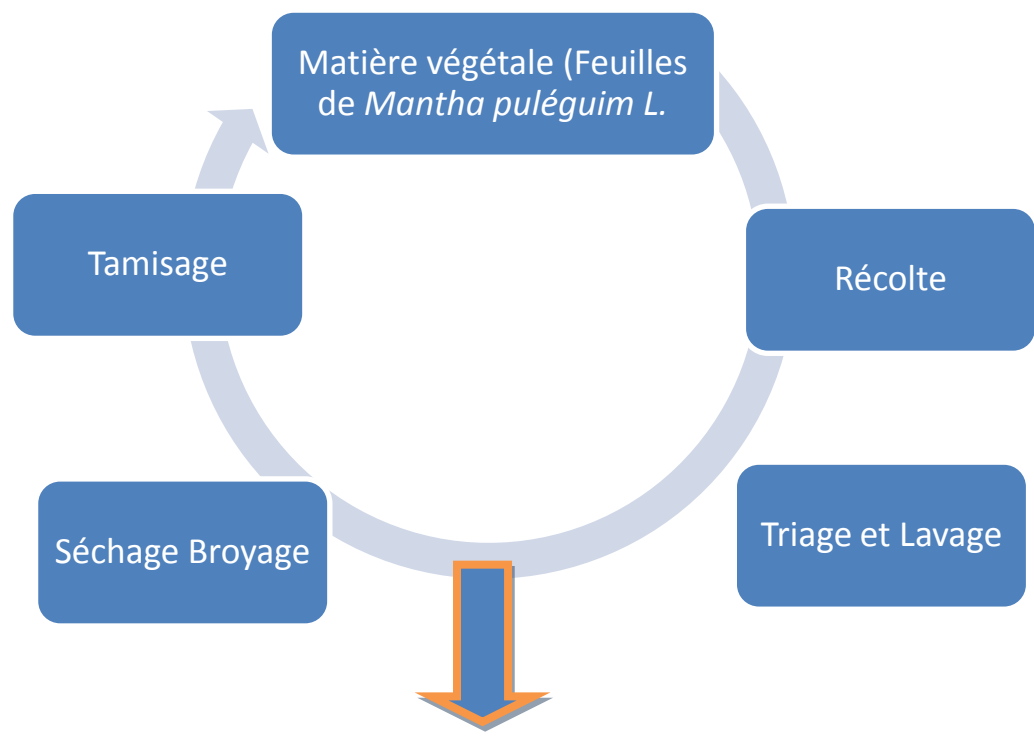 Matière végétale (Feuilles
de Mantha puléguim L.
Récolte
Triage et Lavage
Séchage Broyage
Tamisage